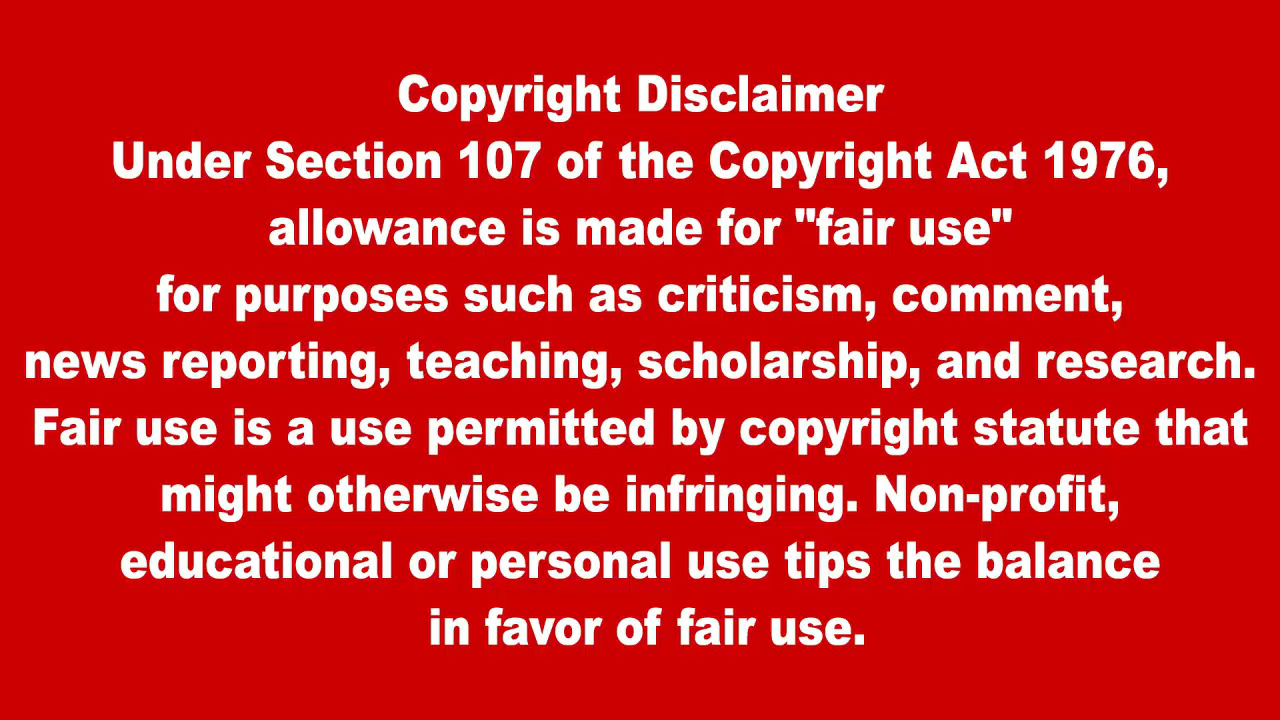 Copyright Disclaimer
Under Section 107 of the Copyright Act 1976,
allowance is made for "fair use"
for purposes such as criticism, comment,
news reporting, teaching, scholarship, and research.
Fair use is a use permitted by copyright statute that
might otherwise be infringing. Non-profit,
educational or personal use tips the balance
in favor of fair use.